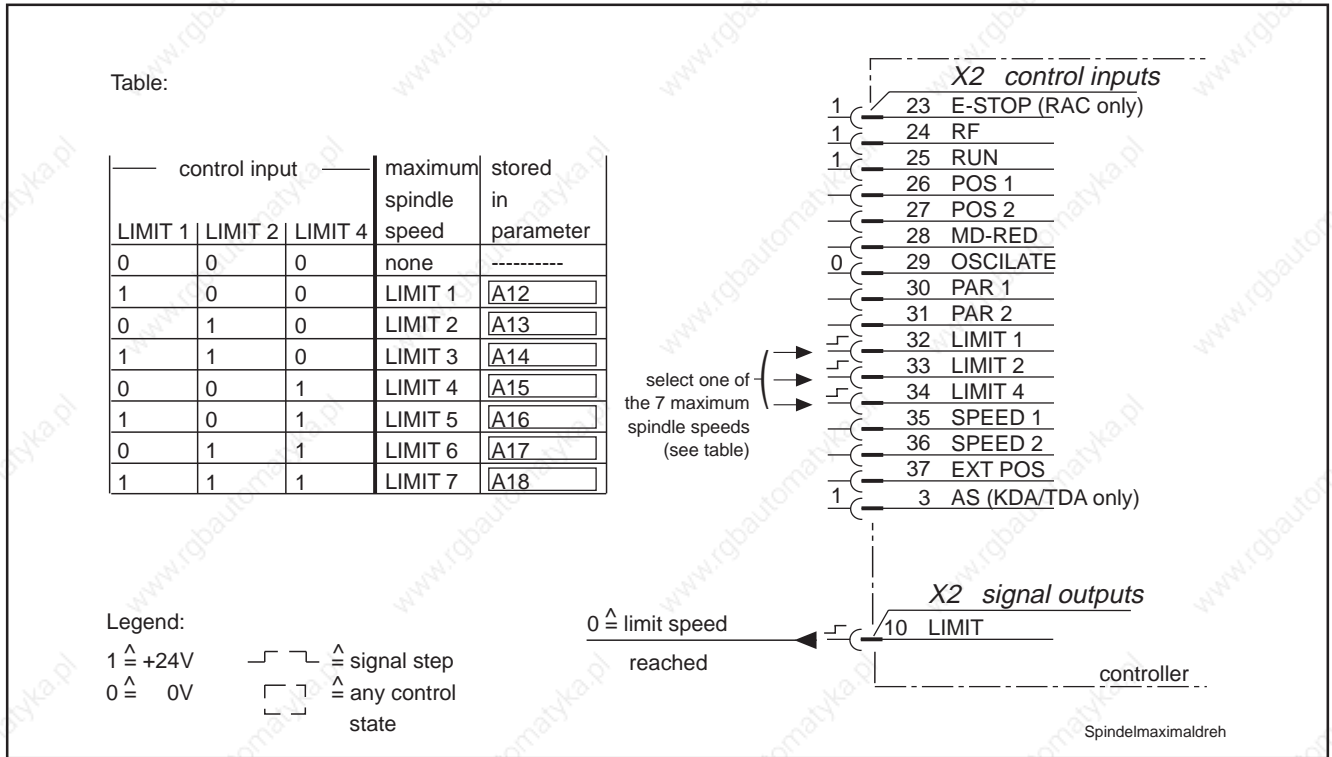 Table:
control input maximum spindle speed stored in parameter
LIMIT 1 LIMIT 2 LIMIT 4
0 0 0 none ----------
1 0 0 LIMIT 1 A12
0 1 0 LIMIT 2 A13
1 1 0 LIMIT 3 A14
0 0 1 LIMIT 4 A15
1 0 1 LIMIT 5 A16
0 1 1 LIMIT 6 A17
1 1 1 LIMIT 7 A18
select one of
the 7 maximum
spindle speeds
(see table)
X2 control inputs
1 23 E-STOP (RAC only)
1 24 RF
1 25 RUN
26 POS 1
27 POS 2
28 MD-RED
0 29 OSCILATE
30 PAR 1
31 PAR 2
32 LIMIT 1
33 LIMIT 2
34 LIMIT 4
35 SPEED 1
36 SPEED 2
37 EXT POS
1 3 AS (KDA/TDA only)
X2 signal outputs
10 LIMIT
0 ≙ limit speed
reached
controller
Legend:
1 ≙ +24V
0 ≙ 0V
≙ signal step
≙ any control
state
Spindelmaximaldreh
www.rgbautomatyka.pl